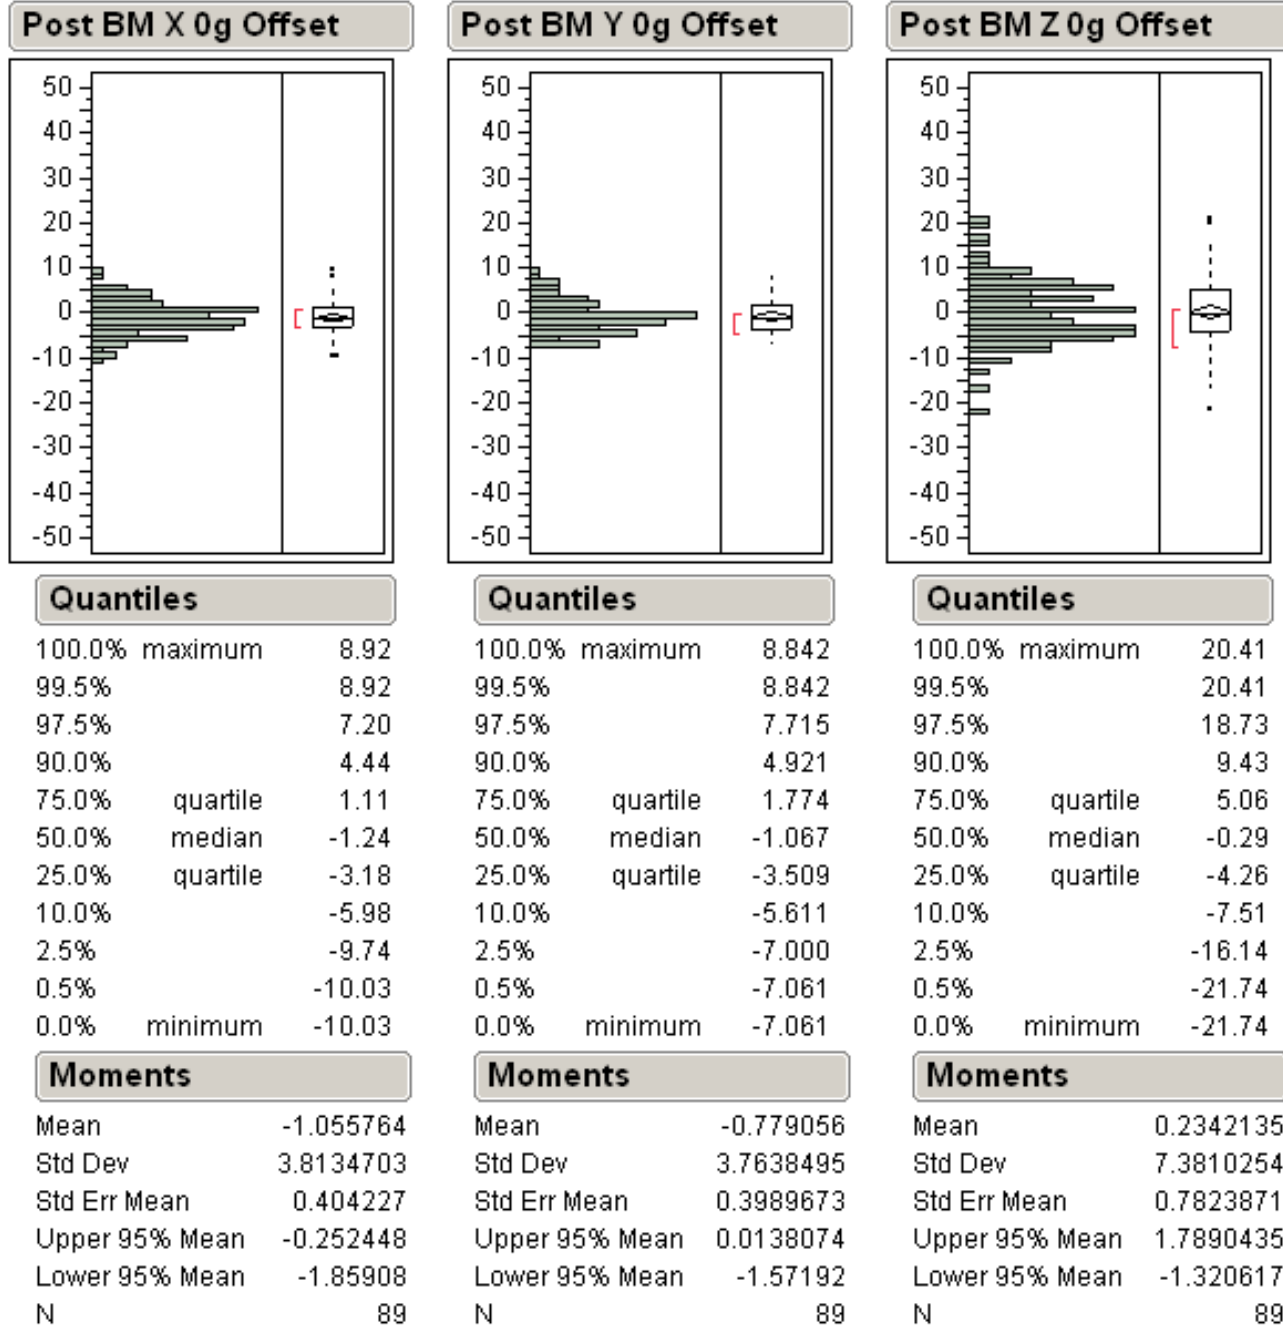 Post BM X 0g Offset
50
40
30
20
10
0
-10
-20
-30
-40
-50
Quantiles
100.0% maximum 8.92
99.5% 8.92
97.5% 7.20
90.0% 4.44
75.0% quartile 1.11
50.0% median -1.24
25.0% quartile -3.18
10.0% -5.98
2.5% -9.74
0.5% -10.03
0.0% minimum -10.03
Moments
Mean -1.055764
Std Dev 3.8134703
Std Err Mean 0.404227
Upper 95% Mean -0.252448
Lower 95% Mean -1.85908
N 89
Post BM Y 0g Offset
50
40
30
20
10
0
-10
-20
-30
-40
-50
Quantiles
100.0% maximum 8.842
99.5% 8.842
97.5% 7.715
90.0% 4.921
75.0% quartile 1.774
50.0% median -1.067
25.0% quartile -3.509
10.0% -5.611
2.5% -7.000
0.5% -7.061
0.0% minimum -7.061
Moments
Mean -0.779056
Std Dev 3.7638495
Std Err Mean 0.3989673
Upper 95% Mean 0.0138074
Lower 95% Mean -1.57192
N 89
Post BM Z 0g Offset
50
40
30
20
10
0
-10
-20
-30
-40
-50
Quantiles
100.0% maximum 20.41
99.5% 20.41
97.5% 18.73
90.0% 9.43
75.0% quartile 5.06
50.0% median -0.29
25.0% quartile -4.26
10.0% -7.51
2.5% -16.14
0.5% -21.74
0.0% minimum -21.74
Moments
Mean 0.2342135
Std Dev 7.3810254
Std Err Mean 0.7823871
Upper 95% Mean 1.7890435
Lower 95% Mean -1.320617
N 89